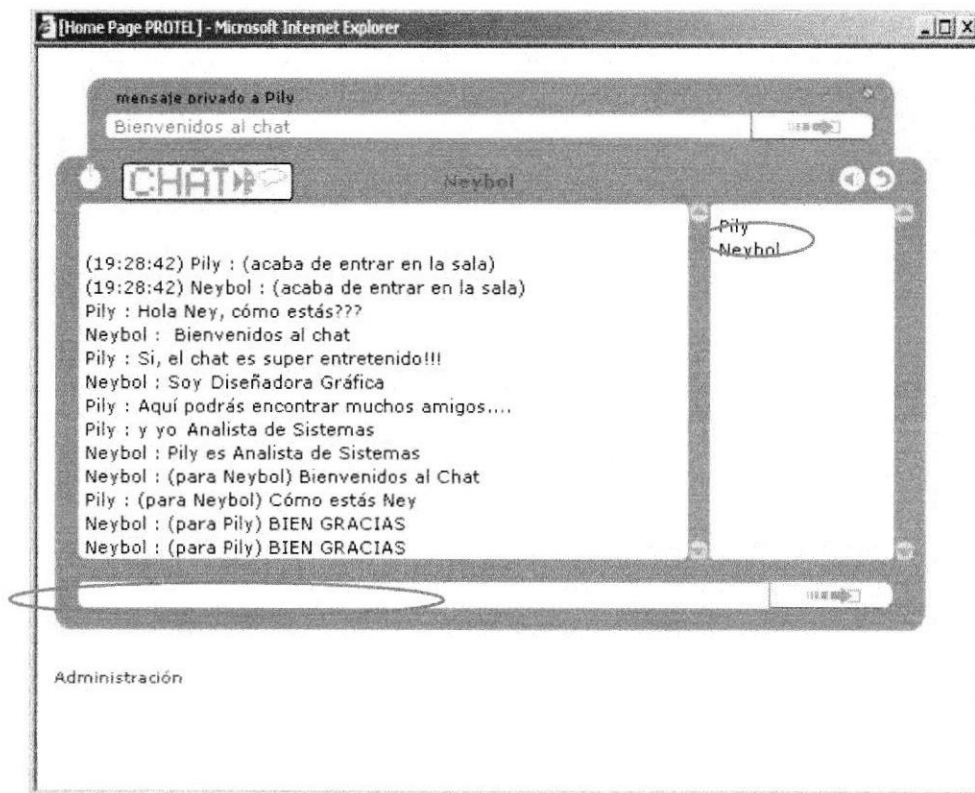 [Home Page PROTEL] - Microsoft Internet Explorer
mensaje privado a Pily
Bienvenidos al chat
CHAT
Neybol
Pily
Neybol
(19:28:42) Pily : (acaba de entrar en la sala)
(19:28:42) Neybol : (acaba de entrar en la sala)
Pily : Hola Ney, cómo estás???
Neybol :  Bienvenidos al chat
Pily : Si, el chat es super entretenido!!!
Neybol : Soy Diseñadora Gráfica
Pily : Aquí podrás encontrar muchos amigos....
Pily : y yo Analista de Sistemas
Neybol : Pily es Analista de Sistemas
Neybol : (para Neybol) Bienvenidos al Chat
Pily : (para Neybol) Cómo estás Ney
Neybol : (para Pily) BIEN GRACIAS
Neybol : (para Pily) BIEN GRACIAS
Administración